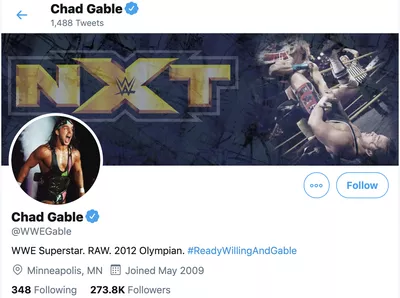 Chad Gable
1,488 Tweets
NXT
W
Follow
Chad Gable
@WWEGable
WWE Superstar. RAW. 2012 Olympian. #ReadyWillingAndGable
Minneapolis, MN Joined May 2009
348 Following 273.8K Followers